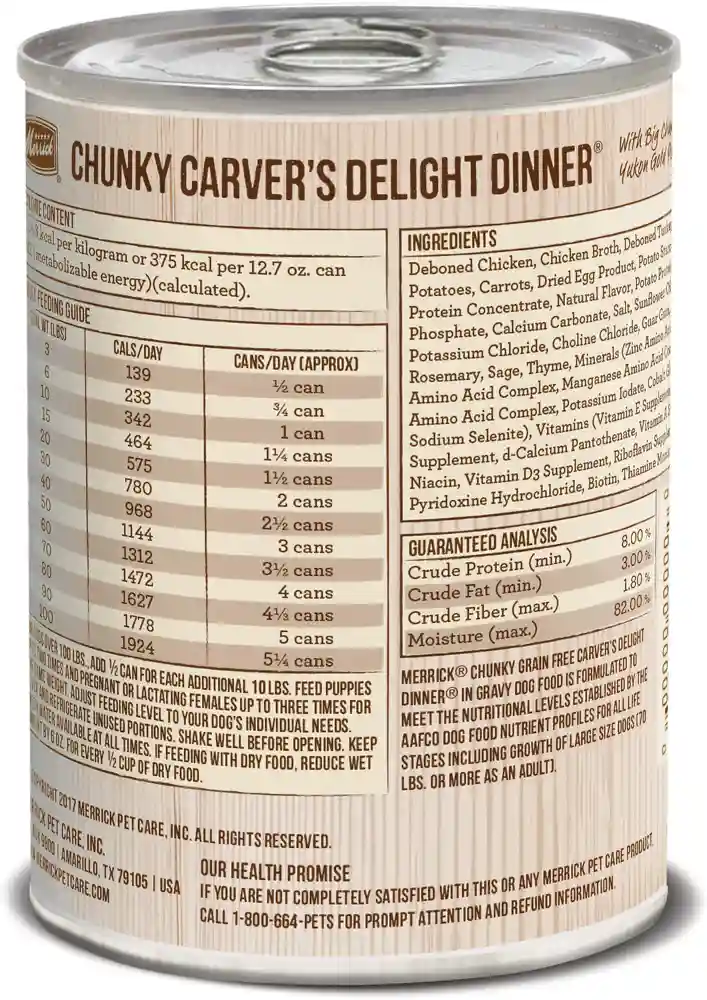 Merrick
CHUNKY CARVER'S DELIGHT DINNER®
With Big
Yukon Gold
CONTENT
kcal per kilogram or 375 kcal per 12.7 oz. can
metabolizable energy)(calculated).
FEEDING GUIDE
WT (LBS) CALS/DAY CANS/DAY (APPROX)
3 139 ½ can
6 233 ¾ can
10 342 1 can
15 464 1¼ cans
20 575 1½ cans
30 780 2 cans
40 968 2½ cans
50 1144 3 cans
60 1312 3½ cans
70 1472 4 cans
80 1627 4⅓ cans
90 1778 5 cans
100 1924 5¼ cans
OVER 100 LBS., ADD ½ CAN FOR EACH ADDITIONAL 10 LBS. FEED PUPPIES
TIMES AND PREGNANT OR LACTATING FEMALES UP TO THREE TIMES FOR
WEIGHT. ADJUST FEEDING LEVEL TO YOUR DOG'S INDIVIDUAL NEEDS.
AND REFRIGERATE UNUSED PORTIONS. SHAKE WELL BEFORE OPENING. KEEP
WATER AVAILABLE AT ALL TIMES. IF FEEDING WITH DRY FOOD, REDUCE WET
BY 6 OZ. FOR EVERY ½ CUP OF DRY FOOD.
INGREDIENTS
Deboned Chicken, Chicken Broth, Deboned
Potatoes, Carrots, Dried Egg Product, Potato
Protein Concentrate, Natural Flavor, Potato
Phosphate, Calcium Carbonate, Salt, Sunflower
Potassium Chloride, Choline Chloride, Guar
Rosemary, Sage, Thyme, Minerals (Zinc Amino
Amino Acid Complex, Manganese Amino Acid
Amino Acid Complex, Potassium Iodate, Cobalt
Sodium Selenite), Vitamins (Vitamin E
Supplement, d-Calcium Pantothenate, Vitamin
Niacin, Vitamin D3 Supplement, Riboflavin
Pyridoxine Hydrochloride, Biotin, Thiamine
GUARANTEED ANALYSIS
Crude Protein (min.) 8.00%
Crude Fat (min.) 3.00%
Crude Fiber (max.) 1.80%
Moisture (max.) 82.00%
MERRICK® CHUNKY GRAIN FREE CARVER'S DELIGHT
DINNER® IN GRAVY DOG FOOD IS FORMULATED TO
MEET THE NUTRITIONAL LEVELS ESTABLISHED BY THE
AAFCO DOG FOOD NUTRIENT PROFILES FOR ALL LIFE
STAGES INCLUDING GROWTH OF LARGE SIZE DOGS (70
LBS. OR MORE AS AN ADULT).
COPYRIGHT 2017 MERRICK PET CARE, INC. ALL RIGHTS RESERVED.
PET CARE, INC.
9800 | AMARILLO, TX 79105 | USA
MERRICKPETCARE.COM
OUR HEALTH PROMISE
IF YOU ARE NOT COMPLETELY SATISFIED WITH THIS OR ANY MERRICK PET CARE PRODUCT,
CALL 1-800-664-PETS FOR PROMPT ATTENTION AND REFUND INFORMATION.